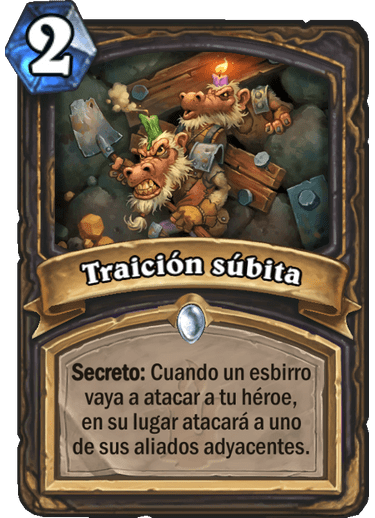 2
Traición súbita
Secreto: Cuando un esbirro
vaya a atacar a tu héroe,
en su lugar atacará a uno
de sus aliados adyacentes.